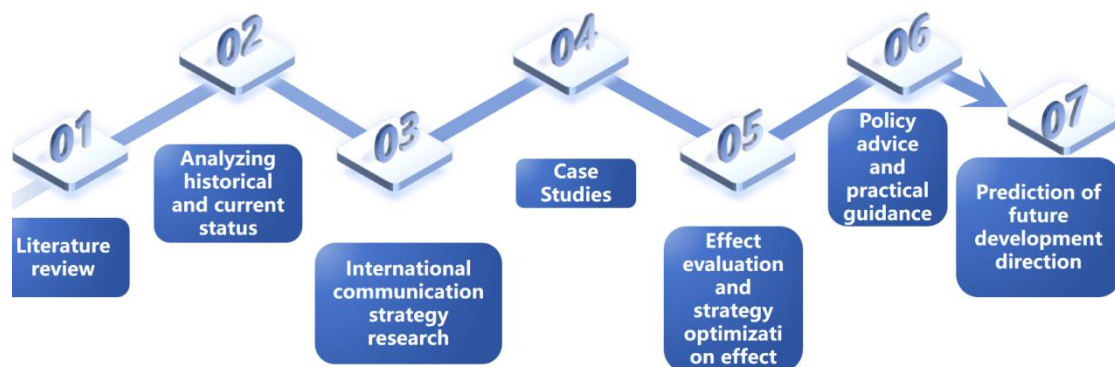 01
Literature
review
02
Analyzing
historical
and current
status
03
International
communication
strategy
research
04
Case
Studies
05
Effect
evaluation
and
strategy
optimizati
on effect
06
Policy
advice
and
practical
guidance
07
Prediction of
future
development
direction